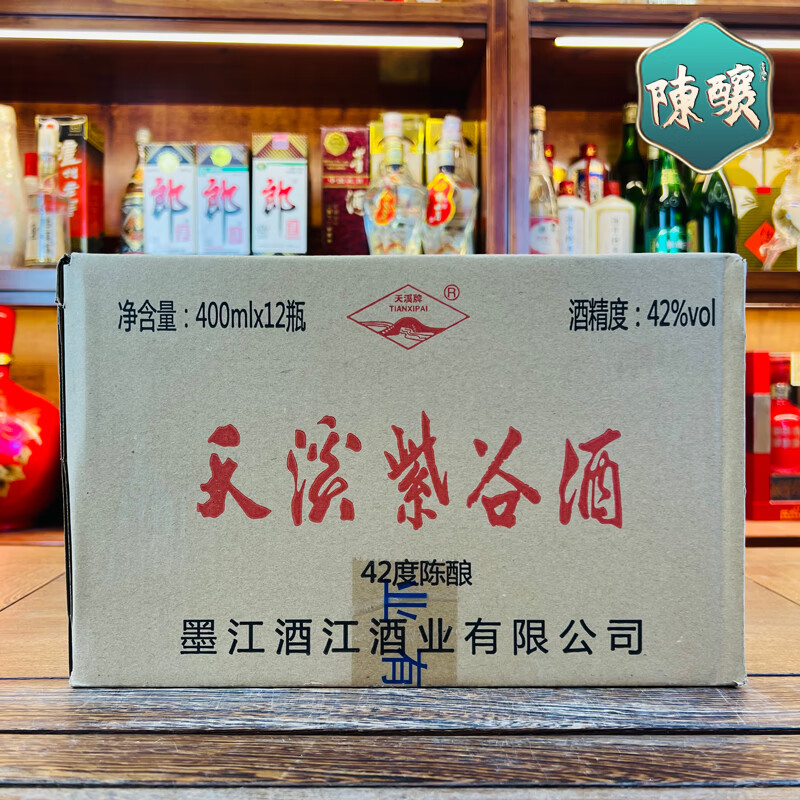 陳釀
郎
郎
郎
净含量：400mlx12瓶
天溪牌
TIANXIPAI
®
酒精度：42%vol
天溪紫谷酒
42度陈酿
墨江酒江酒业有限公司
业有